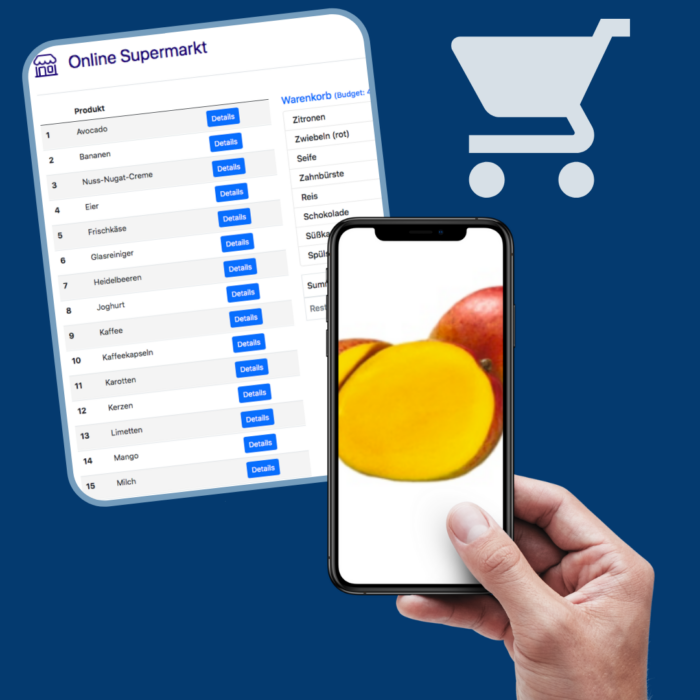 Online Supermarkt
Produkt
1 Avocado Details
2 Bananen Details
3 Nuss-Nugat-Creme Details
4 Eier Details
5 Frischkäse Details
6 Glasreiniger Details
7 Heidelbeeren Details
8 Joghurt Details
9 Kaffee Details
10 Kaffeekapseln Details
11 Karotten Details
12 Kerzen Details
13 Limetten Details
14 Mango Details
15 Milch Details
Warenkorb (Budget:
Zitronen
Zwiebeln (rot)
Seife
Zahnbürste
Reis
Schokolade